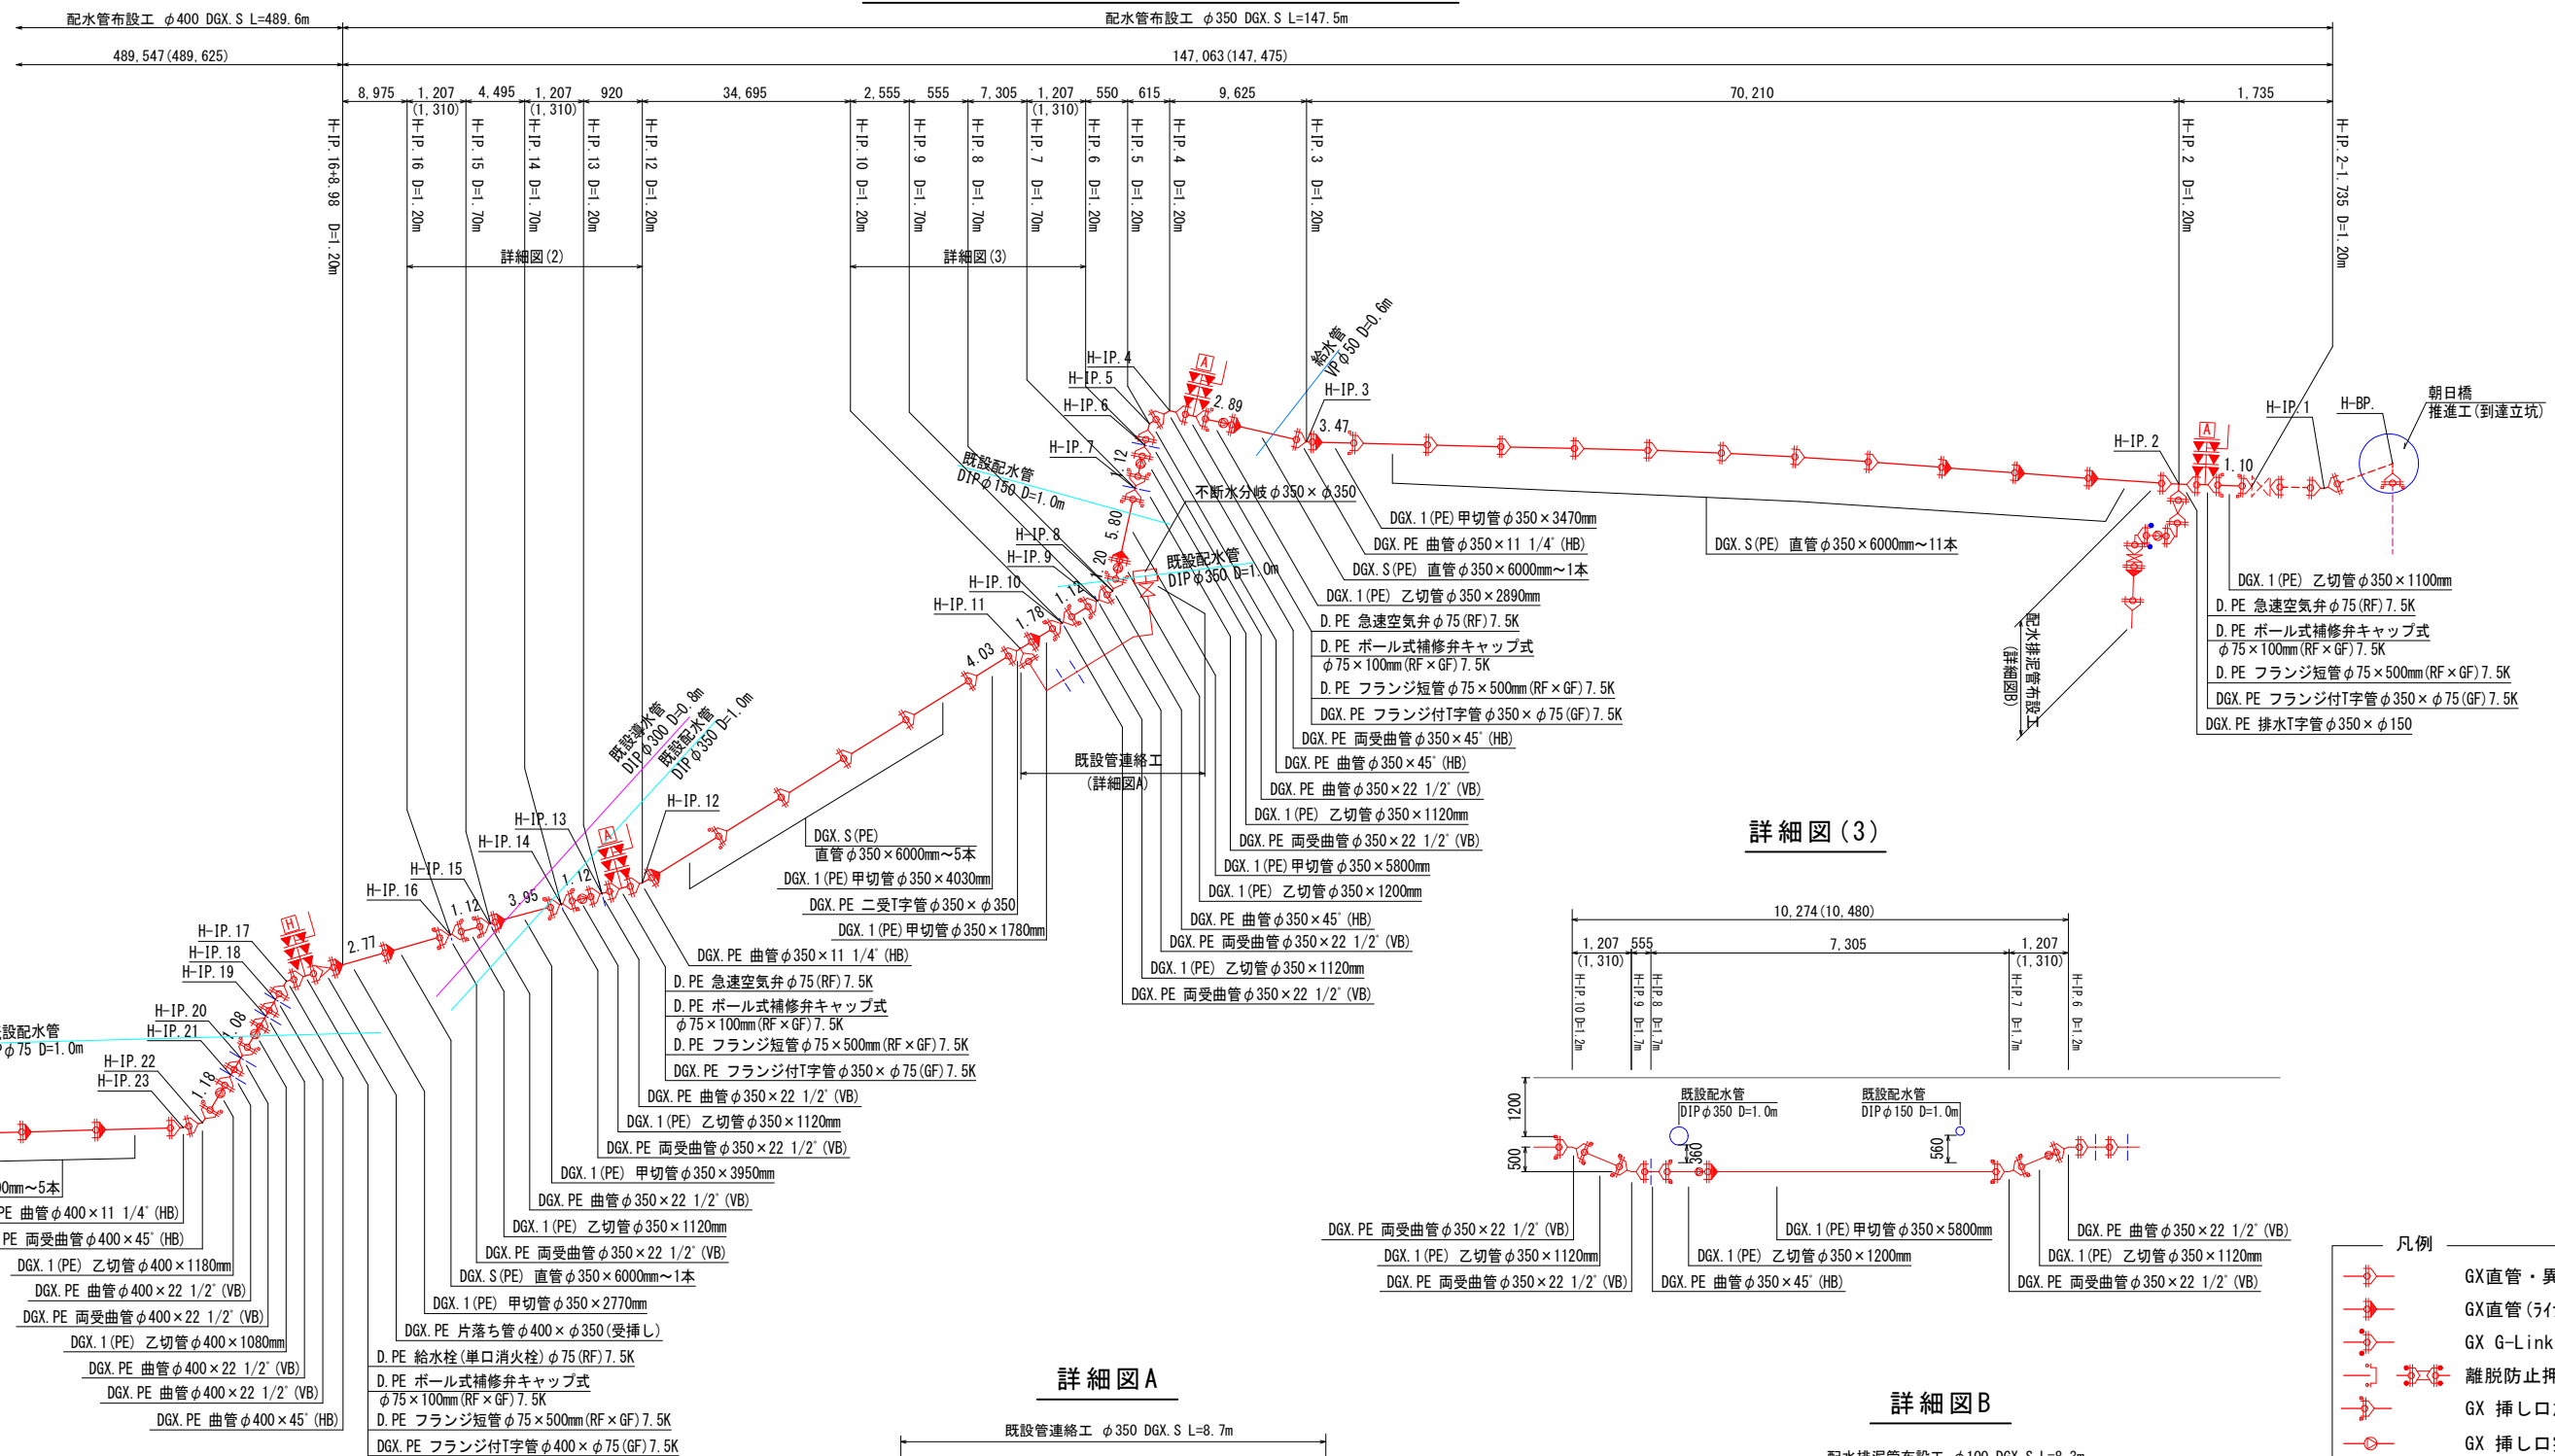 配水管布設工 φ400 DGX.S L=489.6m
配水管布設工 φ350 DGX.S L=147.5m
489,547(489,625)
147,063(147,475)
8,975
1,207
(1,310)
4,495
1,207
(1,310)
920
34,695
2,555
555
7,305
1,207
(1,310)
550
615
9,625
70,210
1,735
H-IP.16+8.98 D=1.20m
H-IP.16 D=1.20m
H-IP.15 D=1.70m
H-IP.14 D=1.70m
H-IP.13 D=1.20m
H-IP.12 D=1.20m
H-IP.10 D=1.20m
H-IP.9 D=1.70m
H-IP.8 D=1.70m
H-IP.7 D=1.70m
H-IP.6 D=1.20m
H-IP.5 D=1.20m
H-IP.4 D=1.20m
H-IP.3 D=1.20m
H-IP.2 D=1.20m
H-IP.2-1.735 D=1.20m
詳細図(2)
詳細図(3)
給水管
VPφ50 D=0.6m
H-IP.4
H-IP.5
H-IP.6
H-IP.7
A
2.89
H-IP.3
3.47
1.12
既設配水管
DIPφ150 D=1.0m
不断水分岐φ350×φ350
5.80
H-IP.8
H-IP.9
H-IP.10
H-IP.11
1.20
1.12
1.78
4.03
既設配水管
DIPφ350 D=1.0m
H-IP.2
A
1.10
H-IP.1
H-BP.
朝日橋
推進工(到達立坑)
DGX.1(PE)甲切管φ350×3470mm
DGX.PE 曲管φ350×11 1/4°(HB)
DGX.S(PE) 直管φ350×6000mm～1本
DGX.1(PE) 乙切管φ350×2890mm
D.PE 急速空気弁φ75(RF)7.5K
D.PE ボール式補修弁キャップ式
φ75×100mm(RF×GF)7.5K
D.PE フランジ短管φ75×500mm(RF×GF)7.5K
DGX.PE フランジ付T字管φ350×φ75(GF)7.5K
DGX.PE 両受曲管φ350×45°(HB)
DGX.PE 曲管φ350×45°(HB)
DGX.PE 曲管φ350×22 1/2°(VB)
DGX.1(PE) 乙切管φ350×1120mm
DGX.PE 両受曲管φ350×22 1/2°(VB)
DGX.1(PE)甲切管φ350×5800mm
DGX.1(PE) 乙切管φ350×1200mm
DGX.PE 曲管φ350×45°(HB)
DGX.PE 両受曲管φ350×22 1/2°(VB)
DGX.1(PE) 乙切管φ350×1120mm
DGX.PE 両受曲管φ350×22 1/2°(VB)
DGX.S(PE) 直管φ350×6000mm～11本
DGX.1(PE) 乙切管φ350×1100mm
D.PE 急速空気弁φ75(RF)7.5K
D.PE ボール式補修弁キャップ式
φ75×100mm(RF×GF)7.5K
D.PE フランジ短管φ75×500mm(RF×GF)7.5K
DGX.PE フランジ付T字管φ350×φ75(GF)7.5K
DGX.PE 排水T字管φ350×φ150
配水排泥管布設工
(詳細図B)
既設導水管
DIPφ300 D=0.8m
既設配水管
DIPφ350 D=1.0m
既設管連絡工
(詳細図A)
H-IP.12
H-IP.13
H-IP.14
H-IP.15
H-IP.16
A
1.12
3.95
1.12
2.77
DGX.S(PE)
直管φ350×6000mm～5本
DGX.1(PE)甲切管φ350×4030mm
DGX.PE 二受T字管φ350×φ350
DGX.1(PE)甲切管φ350×1780mm
DGX.PE 曲管φ350×11 1/4°(HB)
D.PE 急速空気弁φ75(RF)7.5K
D.PE ボール式補修弁キャップ式
φ75×100mm(RF×GF)7.5K
D.PE フランジ短管φ75×500mm(RF×GF)7.5K
DGX.PE フランジ付T字管φ350×φ75(GF)7.5K
DGX.PE 曲管φ350×22 1/2°(VB)
DGX.1(PE) 乙切管φ350×1120mm
DGX.PE 両受曲管φ350×22 1/2°(VB)
DGX.1(PE) 甲切管φ350×3950mm
DGX.PE 曲管φ350×22 1/2°(VB)
DGX.1(PE) 乙切管φ350×1120mm
DGX.PE 両受曲管φ350×22 1/2°(VB)
DGX.S(PE) 直管φ350×6000mm～1本
DGX.1(PE) 甲切管φ350×2770mm
DGX.PE 片落ち管φ400×φ350(受挿し)
D.PE 給水栓(単口消火栓)φ75(RF)7.5K
D.PE ボール式補修弁キャップ式
φ75×100mm(RF×GF)7.5K
D.PE フランジ短管φ75×500mm(RF×GF)7.5K
DGX.PE フランジ付T字管φ400×φ75(GF)7.5K
H
H-IP.17
H-IP.18
H-IP.19
H-IP.20
H-IP.21
H-IP.22
H-IP.23
1.08
1.18
設配水管
φ75 D=1.0m
0mm～5本
PE 曲管φ400×11 1/4°(HB)
PE 両受曲管φ400×45°(HB)
DGX.1(PE) 乙切管φ400×1180mm
DGX.PE 曲管φ400×22 1/2°(VB)
DGX.PE 両受曲管φ400×22 1/2°(VB)
DGX.1(PE) 乙切管φ400×1080mm
DGX.PE 曲管φ400×22 1/2°(VB)
DGX.PE 曲管φ400×22 1/2°(VB)
DGX.PE 曲管φ400×45°(HB)
詳細図(3)
10,274(10,480)
1,207
(1,310)
555
7,305
1,207
(1,310)
H-IP.10 D=1.2m
H-IP.9 D=1.7m
H-IP.8 D=1.7m
H-IP.7 D=1.7m
H-IP.6 D=1.2m
1200
500
既設配水管
DIPφ350 D=1.0m
360
既設配水管
DIPφ150 D=1.0m
560
DGX.PE 両受曲管φ350×22 1/2°(VB)
DGX.1(PE) 乙切管φ350×1120mm
DGX.PE 両受曲管φ350×22 1/2°(VB)
DGX.1(PE)甲切管φ350×5800mm
DGX.1(PE) 乙切管φ350×1200mm
DGX.PE 曲管φ350×45°(HB)
DGX.PE 曲管φ350×22 1/2°(VB)
DGX.1(PE) 乙切管φ350×1120mm
DGX.PE 両受曲管φ350×22 1/2°(VB)
凡例
GX直管・異
GX直管(ﾗｲ
GX G-Link
離脱防止押
GX 挿し口
GX 挿し口
詳細図A
既設管連絡工 φ350 DGX.S L=8.7m
詳細図B